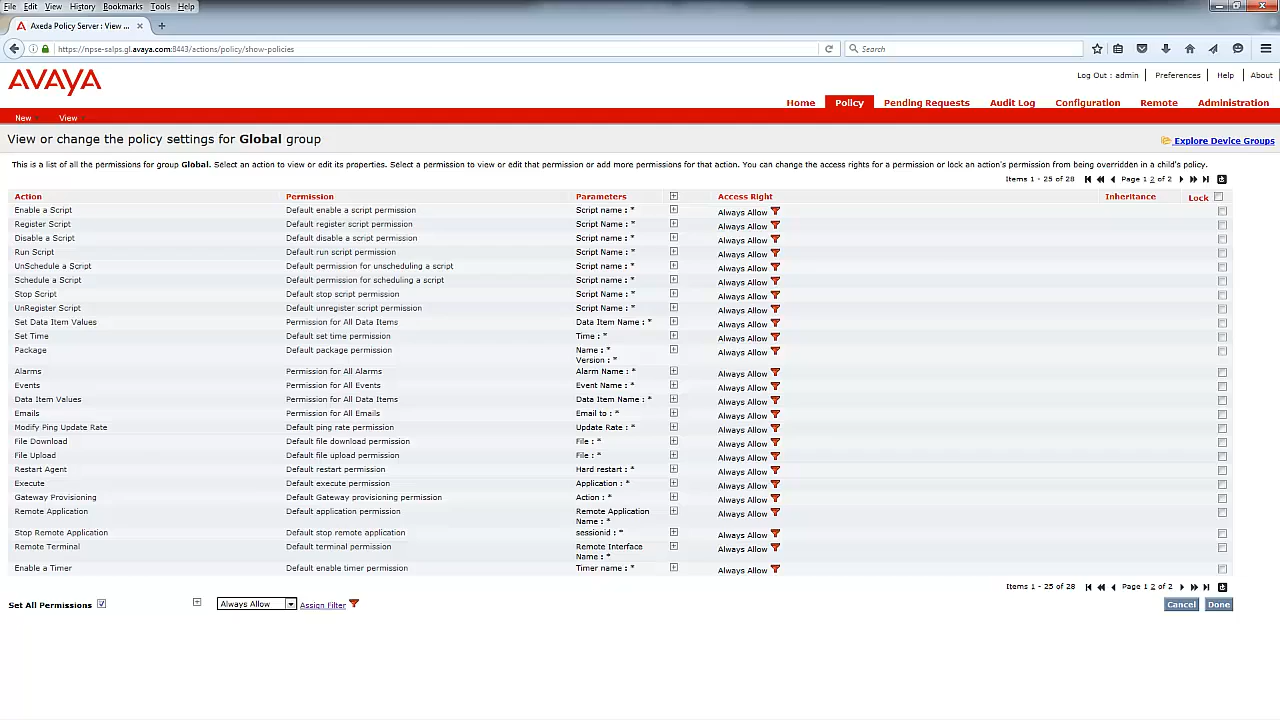 File Edit View History Bookmarks Tools Help
Axeda Policy Server : View ...
https://npse-salps.gl.avaya.com:8443/actions/policy/show-policies
Search
AVAYA
Log Out : admin Preferences Help About
Home Policy Pending Requests Audit Log Configuration Remote Administration
New View
View or change the policy settings for Global group
Explore Device Groups
This is a list of all the permissions for group Global. Select an action to view or edit its properties. Select a permission to view or edit that permission or add more permissions for that action. You can change the access rights for a permission or lock an action's permission from being overridden in a child's policy.
Items 1 - 25 of 28 Page 1 2 of 2
Action Permission Parameters Access Right Inheritance Lock
Enable a Script Default enable a script permission Script name : * Always Allow
Register Script Default register script permission Script Name : * Always Allow
Disable a Script Default disable a script permission Script Name : * Always Allow
Run Script Default run script permission Script Name : * Always Allow
UnSchedule a Script Default permission for unscheduling a script Script Name : * Always Allow
Schedule a Script Default permission for scheduling a script Script Name : * Always Allow
Stop Script Default stop script permission Script Name : * Always Allow
UnRegister Script Default unregister script permission Script Name : * Always Allow
Set Data Item Values Permission for All Data Items Data Item Name : * Always Allow
Set Time Default set time permission Time : * Always Allow
Package Default package permission Name : * Always Allow
Version : *
Alarms Permission for All Alarms Alarm Name : * Always Allow
Events Permission for All Events Event Name : * Always Allow
Data Item Values Permission for All Data Items Data Item Name : * Always Allow
Emails Permission for All Emails Email to : * Always Allow
Modify Ping Update Rate Default ping rate permission Update Rate : * Always Allow
File Download Default file download permission File : * Always Allow
File Upload Default file upload permission File : * Always Allow
Restart Agent Default restart permission Hard restart : * Always Allow
Execute Default execute permission Application : * Always Allow
Gateway Provisioning Default Gateway provisioning permission Action : * Always Allow
Remote Application Default application permission Remote Application Always Allow
Name : *
Stop Remote Application Default stop remote application sessionid : * Always Allow
Remote Terminal Default terminal permission Remote Interface Always Allow
Name : *
Enable a Timer Default enable timer permission Timer name : * Always Allow
Items 1 - 25 of 28 Page 1 2 of 2
Set All Permissions Always Allow Assign Filter Cancel Done